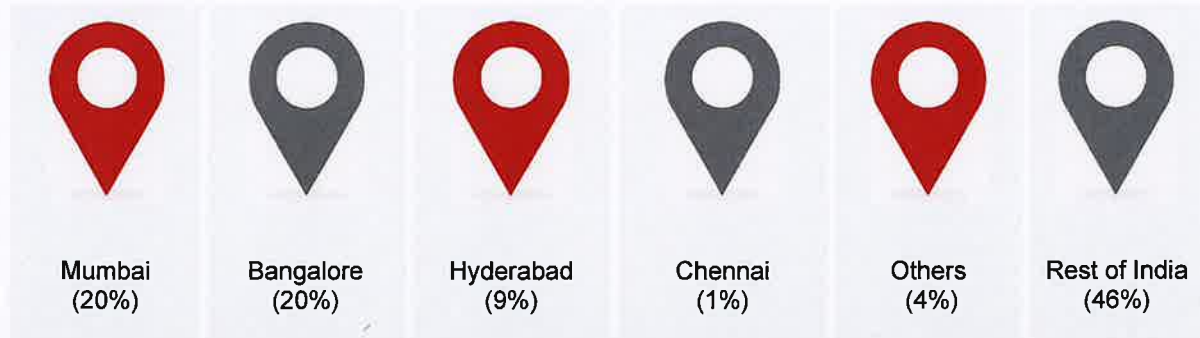 Mumbai
(20%)
Bangalore
(20%)
Hyderabad
(9%)
Chennai
(1%)
Others
(4%)
Rest of India
(46%)